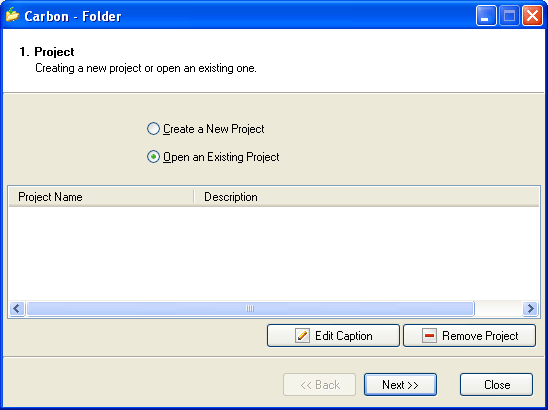 Carbon - Folder
1. Project
Creating a new project or open an existing one.
Create a New Project
Open an Existing Project
Project Name Description
Edit Caption Remove Project
<< Back Next >> Close